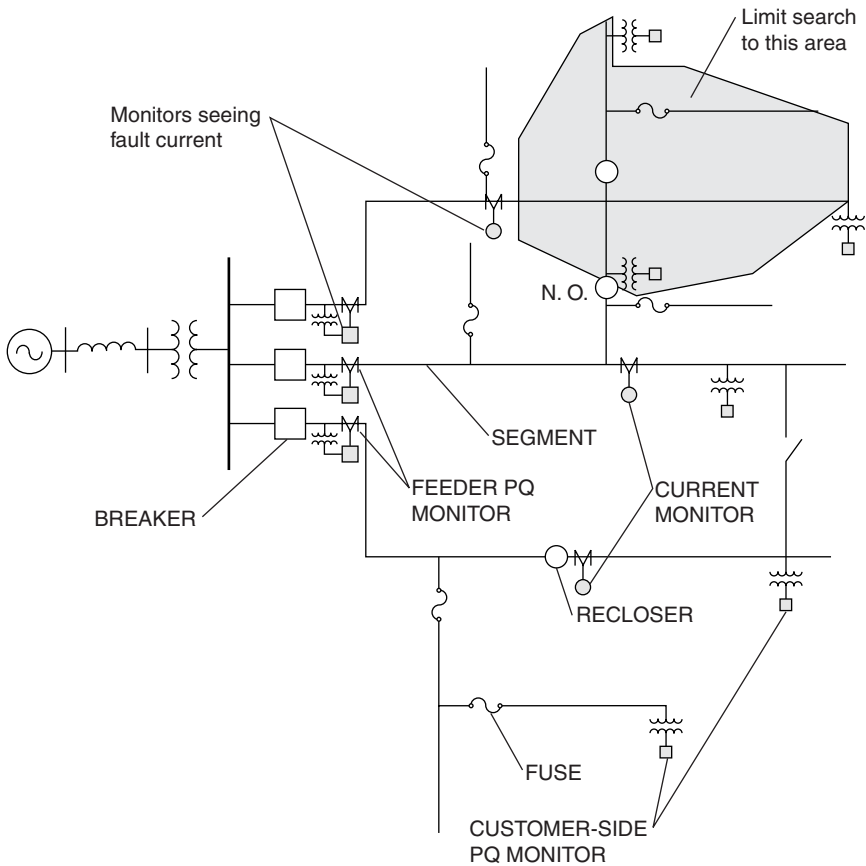 Limit search
to this area
Monitors seeing
fault current
N. O.
SEGMENT
BREAKER
FEEDER PQ
MONITOR
CURRENT
MONITOR
RECLOSER
FUSE
CUSTOMER-SIDE
PQ MONITOR